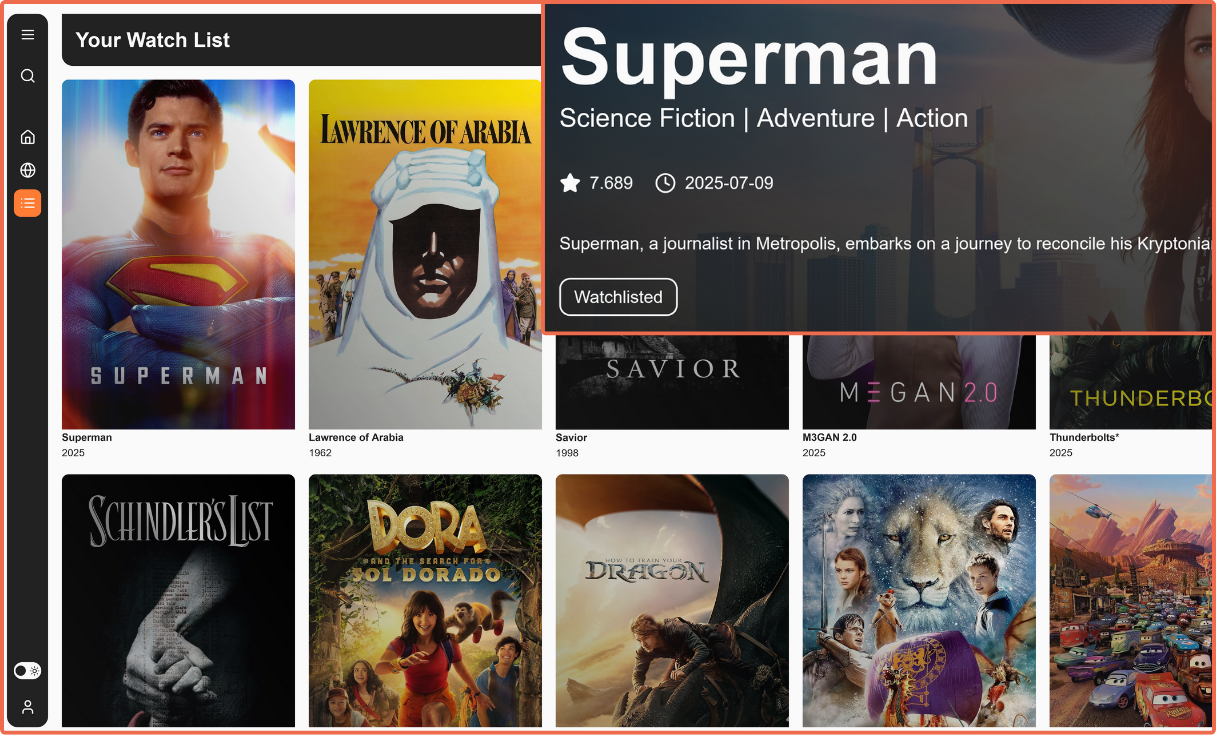 Your Watch List
Superman
Science Fiction | Adventure | Action
7.689 2025-07-09
Superman, a journalist in Metropolis, embarks on a journey to reconcile his Kryptonia
Watchlisted
SUPERMAN
LAWRENCE OF ARABIA
SAVIOR
MΞGAN 2.0
THUNDERBO
Superman
2025
Lawrence of Arabia
1962
Savior
1998
M3GAN 2.0
2025
Thunderbolts*
2025
SCHINDLER'S LIST
DORA
AND THE SEARCH FOR
SOL DORADO
HOW TO TRAIN YOUR
DRAGON